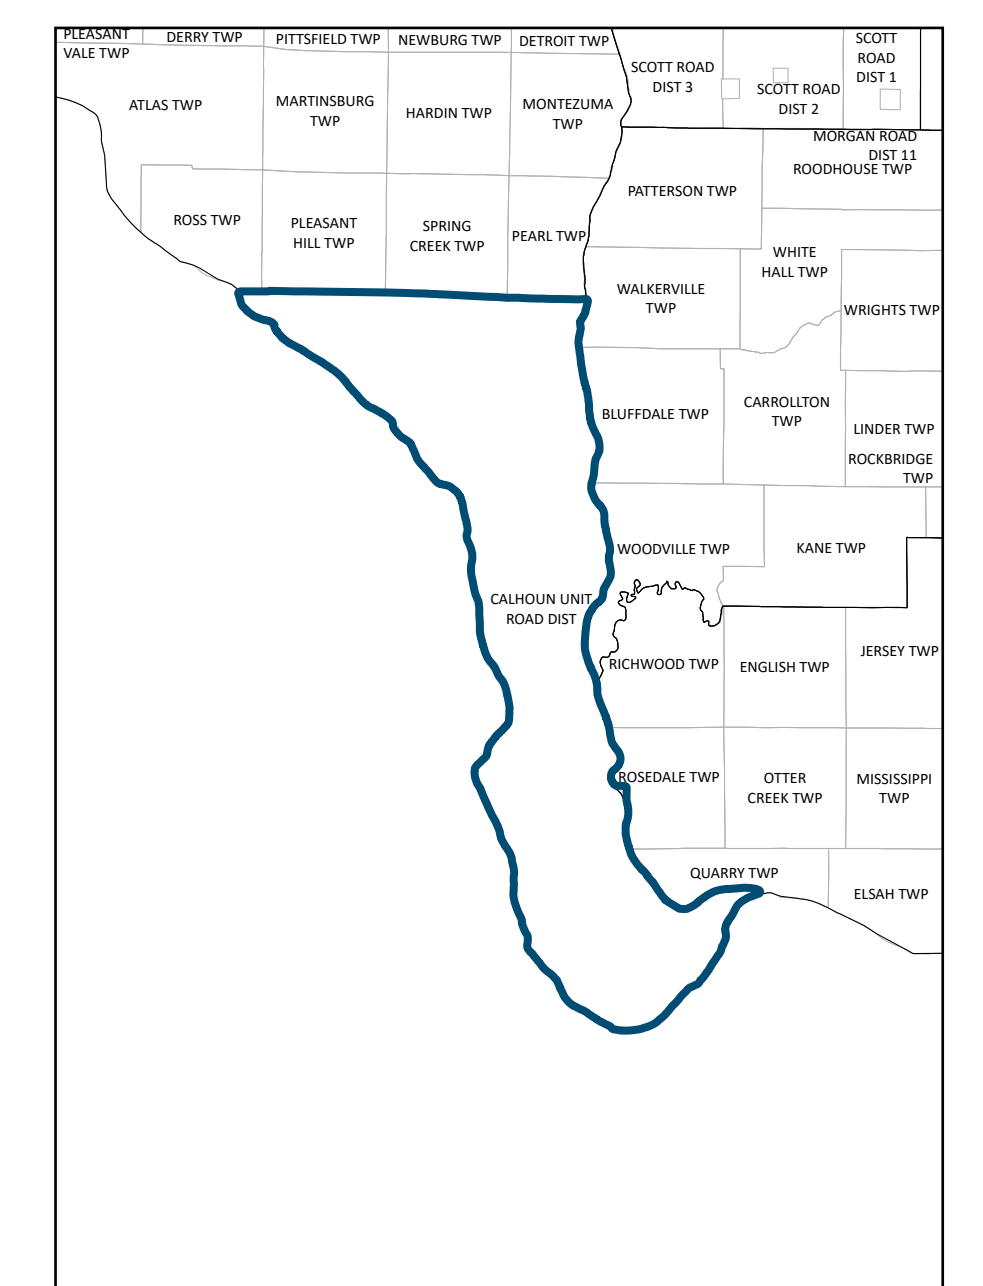 PLEASANT
VALE TWP
DERRY TWP
PITTSFIELD TWP
NEWBURG TWP
DETROIT TWP
SCOTT ROAD
DIST 3
SCOTT ROAD
DIST 2
SCOTT
ROAD
DIST 1
ATLAS TWP
MARTINSBURG
TWP
HARDIN TWP
MONTEZUMA
TWP
MORGAN ROAD
DIST 11
ROODHOUSE TWP
PATTERSON TWP
ROSS TWP
PLEASANT
HILL TWP
SPRING
CREEK TWP
PEARL TWP
WHITE
HALL TWP
WALKERVILLE
TWP
WRIGHTS TWP
BLUFFDALE TWP
CARROLLTON
TWP
LINDER TWP
ROCKBRIDGE
TWP
WOODVILLE TWP
KANE TWP
CALHOUN UNIT
ROAD DIST
RICHWOOD TWP
ENGLISH TWP
JERSEY TWP
ROSEDALE TWP
OTTER
CREEK TWP
MISSISSIPPI
TWP
QUARRY TWP
ELSAH TWP